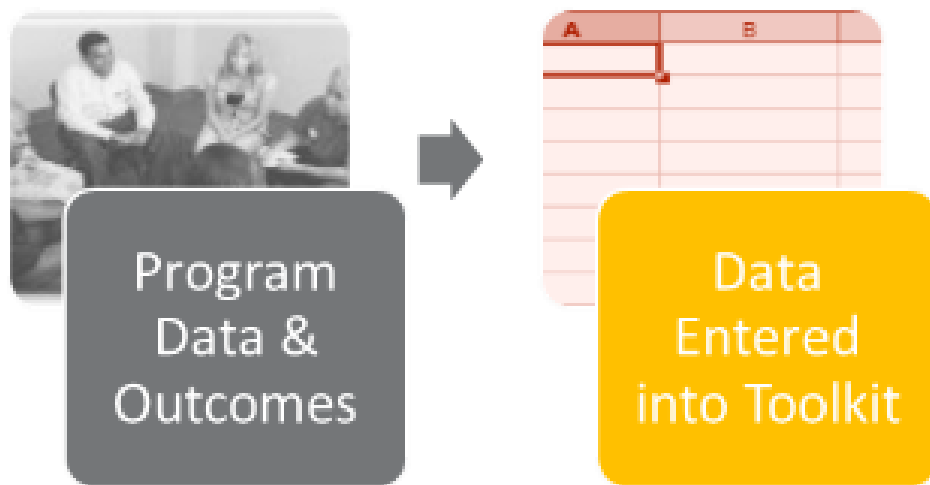 A B
Program
Data &
Outcomes
Data
Entered
into Toolkit